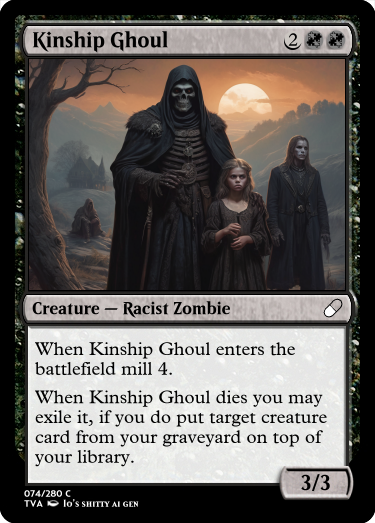 Kinship Ghoul 2
Creature — Racist Zombie
When Kinship Ghoul enters the
battlefield mill 4.
When Kinship Ghoul dies you may
exile it, if you do put target creature
card from your graveyard on top of
your library.
3/3
074/280 C
TVA Io's SHITTY AI GEN